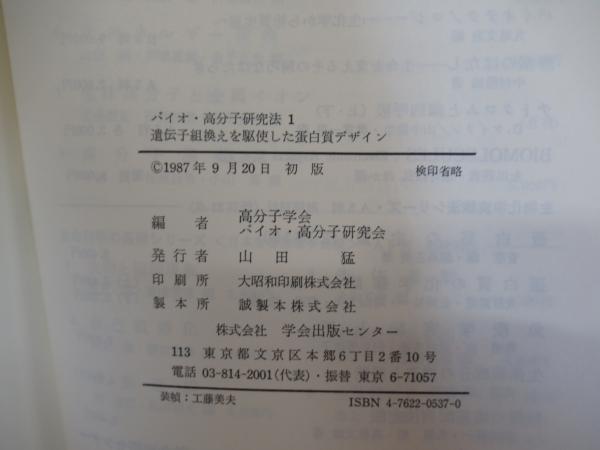 バイオ・高分子研究法 1
遺伝子組換えを駆使した蛋白質デザイン
©1987年9月20日 初版 検印省略
編者 高分子学会
バイオ・高分子研究会
発行者 山田 猛
印刷所 大昭和印刷株式会社
製本所 誠製本株式会社
株式会社 学会出版センター
113 東京都文京区本郷6丁目2番10号
電話 03-814-2001(代表)・振替 東京 6-71057
装幀:工藤美夫 ISBN 4-7622-0537-0